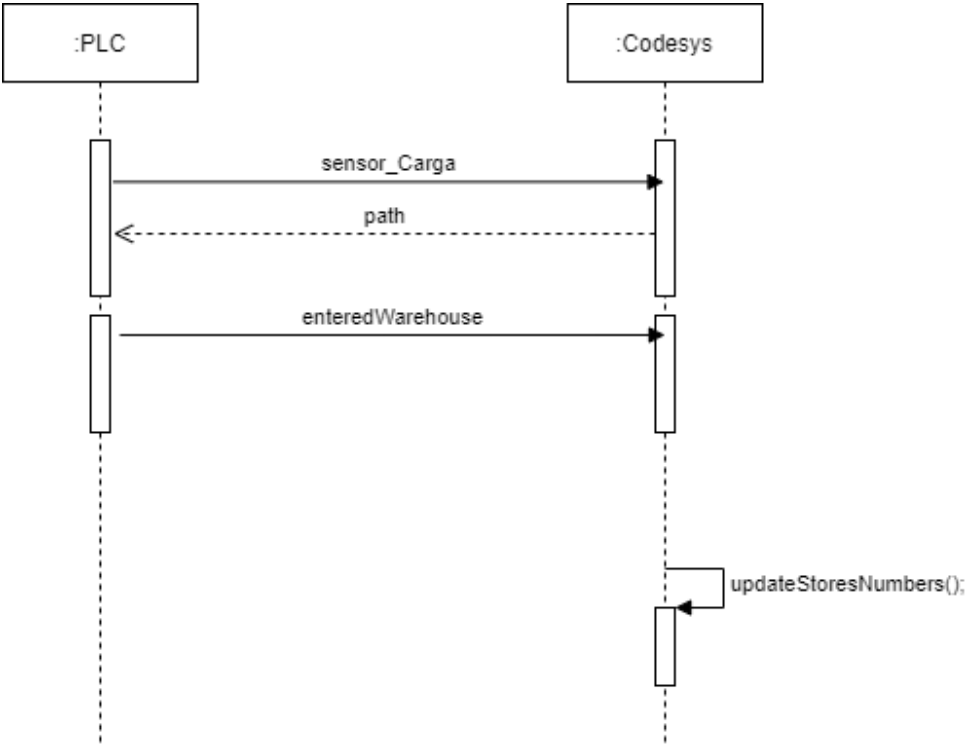 :PLC
:Codesys
sensor_Carga
path
enteredWarehouse
updateStoresNumbers();